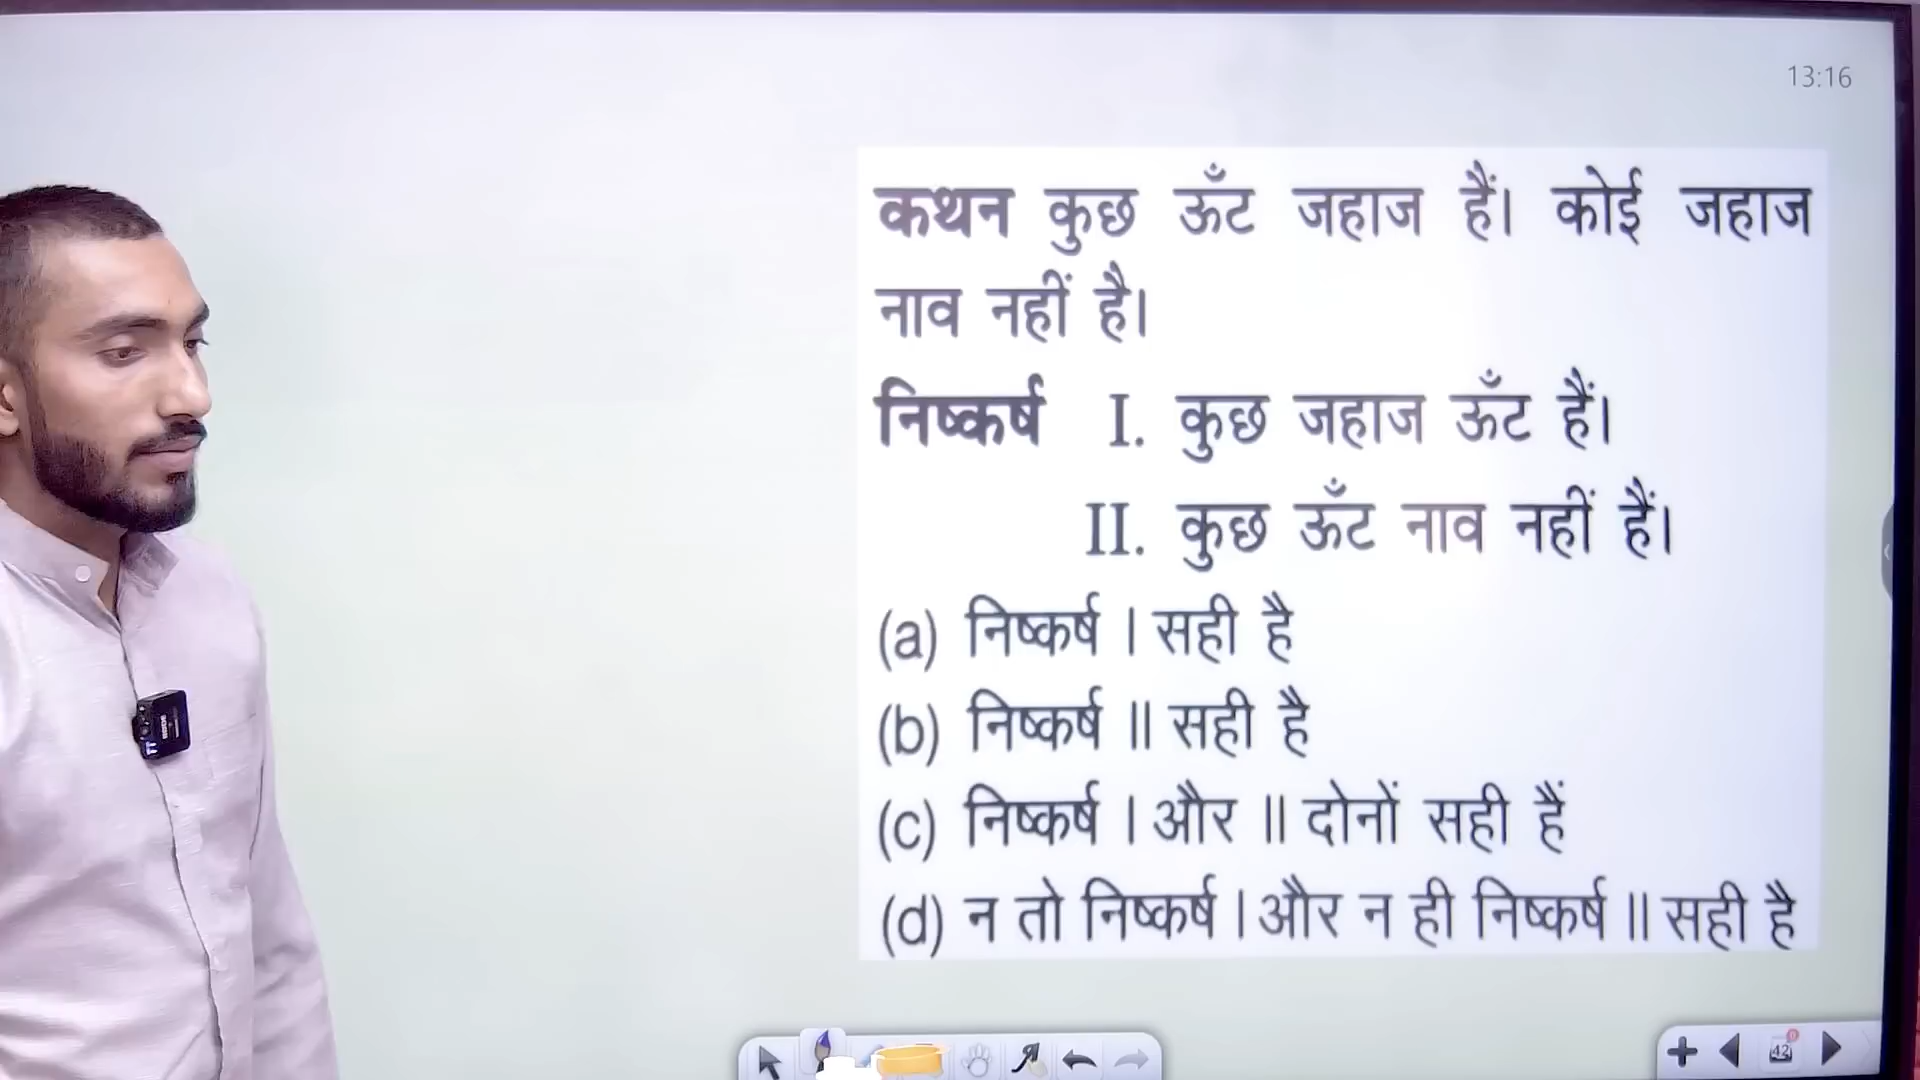 13:16
कथन कुछ ऊँट जहाज हैं। कोई जहाज
नाव नहीं है।
निष्कर्ष I. कुछ जहाज ऊँट हैं।
II. कुछ ऊँट नाव नहीं हैं।
(a) निष्कर्ष I सही है
(b) निष्कर्ष II सही है
(c) निष्कर्ष I और II दोनों सही हैं
(d) न तो निष्कर्ष I और न ही निष्कर्ष II सही है
42